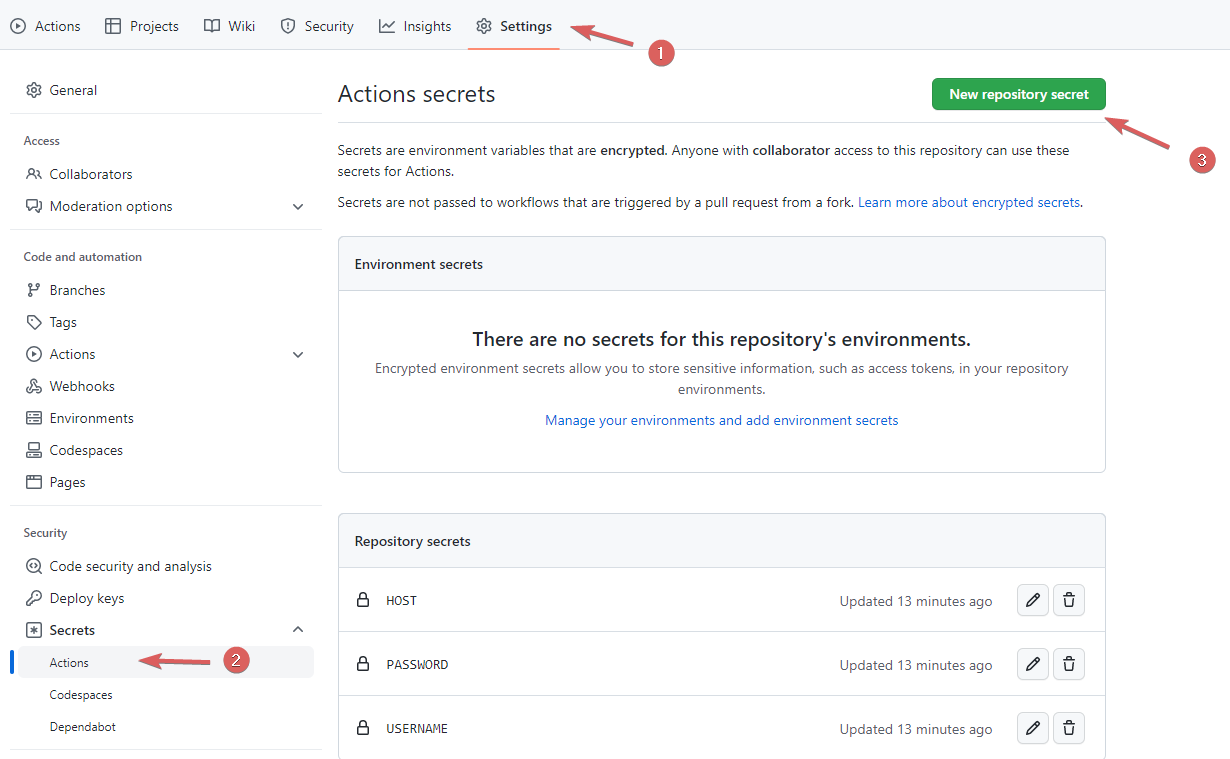 Actions Projects Wiki Security Insights Settings
1
General
Access
Collaborators
Moderation options
Code and automation
Branches
Tags
Actions
Webhooks
Environments
Codespaces
Pages
Security
Code security and analysis
Deploy keys
Secrets
Actions
2
Codespaces
Dependabot
Actions secrets
New repository secret
3
Secrets are environment variables that are encrypted. Anyone with collaborator access to this repository can use these
secrets for Actions.
Secrets are not passed to workflows that are triggered by a pull request from a fork. Learn more about encrypted secrets.
Environment secrets
There are no secrets for this repository's environments.
Encrypted environment secrets allow you to store sensitive information, such as access tokens, in your repository
environments.
Manage your environments and add environment secrets
Repository secrets
HOST Updated 13 minutes ago
PASSWORD Updated 13 minutes ago
USERNAME Updated 13 minutes ago